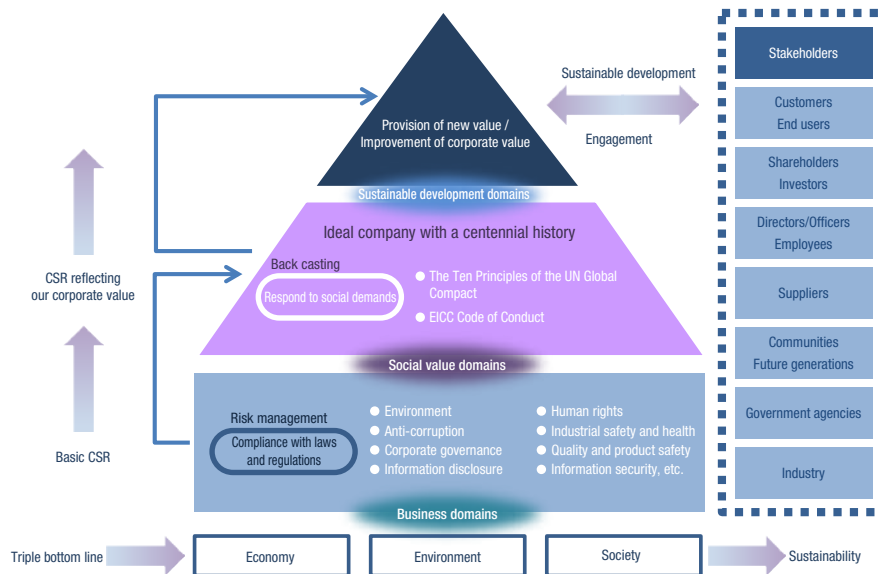 Provision of new value /
Improvement of corporate value
Sustainable development
Engagement
Sustainable development domains
Ideal company with a centennial history
Back casting
Respond to social demands
● The Ten Principles of the UN Global
Compact
● EICC Code of Conduct
Social value domains
Risk management
Compliance with laws
and regulations
● Environment
● Anti-corruption
● Corporate governance
● Information disclosure
● Human rights
● Industrial safety and health
● Quality and product safety
● Information security, etc.
Business domains
CSR reflecting
our corporate value
Basic CSR
Stakeholders
Customers
End users
Shareholders
Investors
Directors/Officers
Employees
Suppliers
Communities
Future generations
Government agencies
Industry
Triple bottom line
Economy
Environment
Society
Sustainability